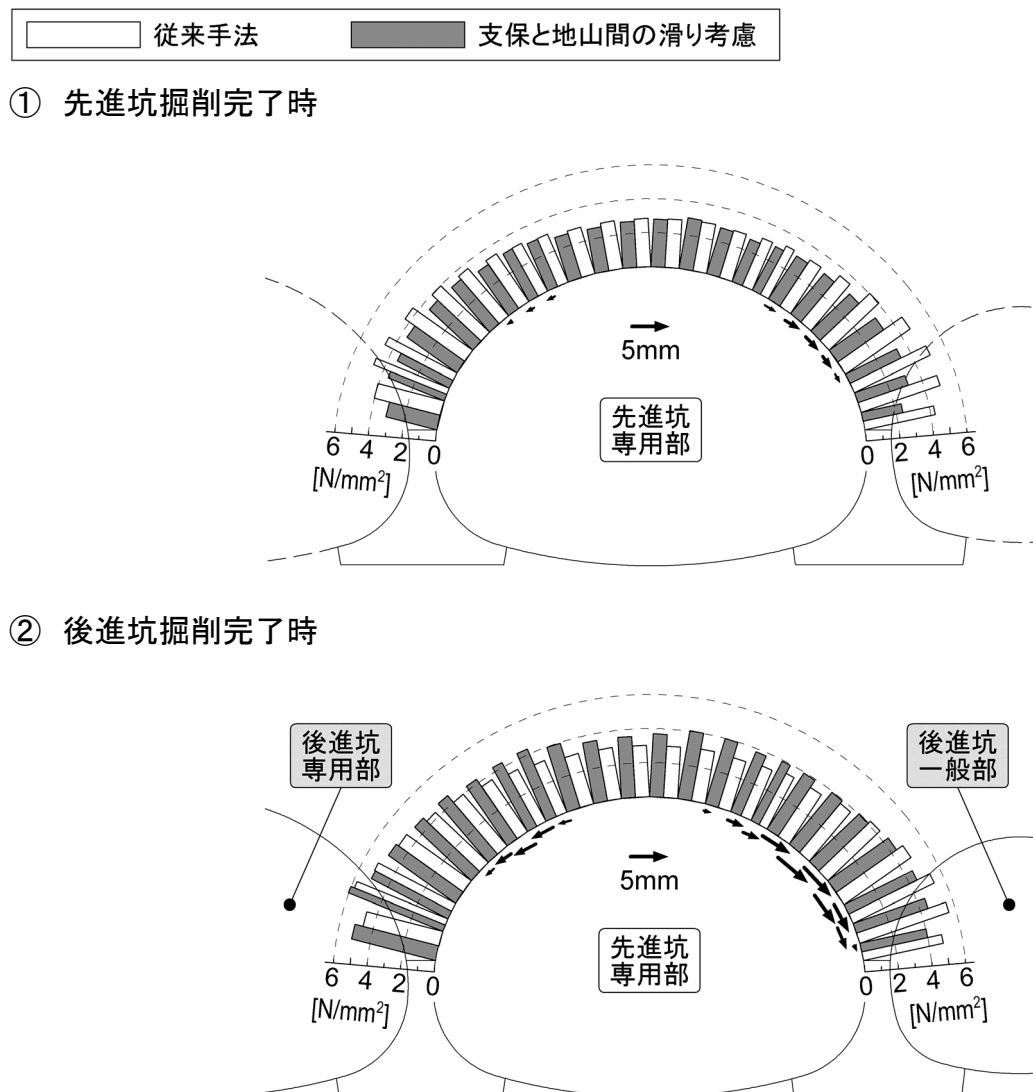 従来手法
支保と地山間の滑り考慮
① 先進坑掘削完了時
5mm
先進坑
専用部
6 4 2 0
[N/mm²]
0 2 4 6
[N/mm²]
② 後進坑掘削完了時
後進坑
専用部
後進坑
一般部
5mm
先進坑
専用部
6 4 2 0
[N/mm²]
0 2 4 6
[N/mm²]